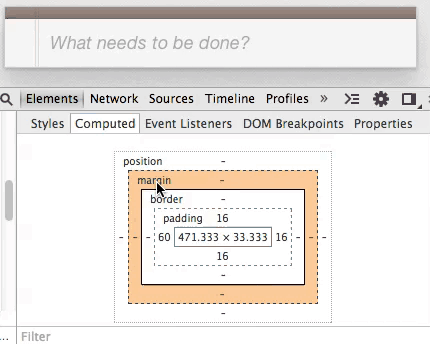 What needs to be done?
Elements Network Sources Timeline Profiles »
Styles Computed Event Listeners DOM Breakpoints Properties
position -
margin -
border -
padding 16
- - - 60 471.333 × 33.333 16 - - -
16
-
-
-
... Filter